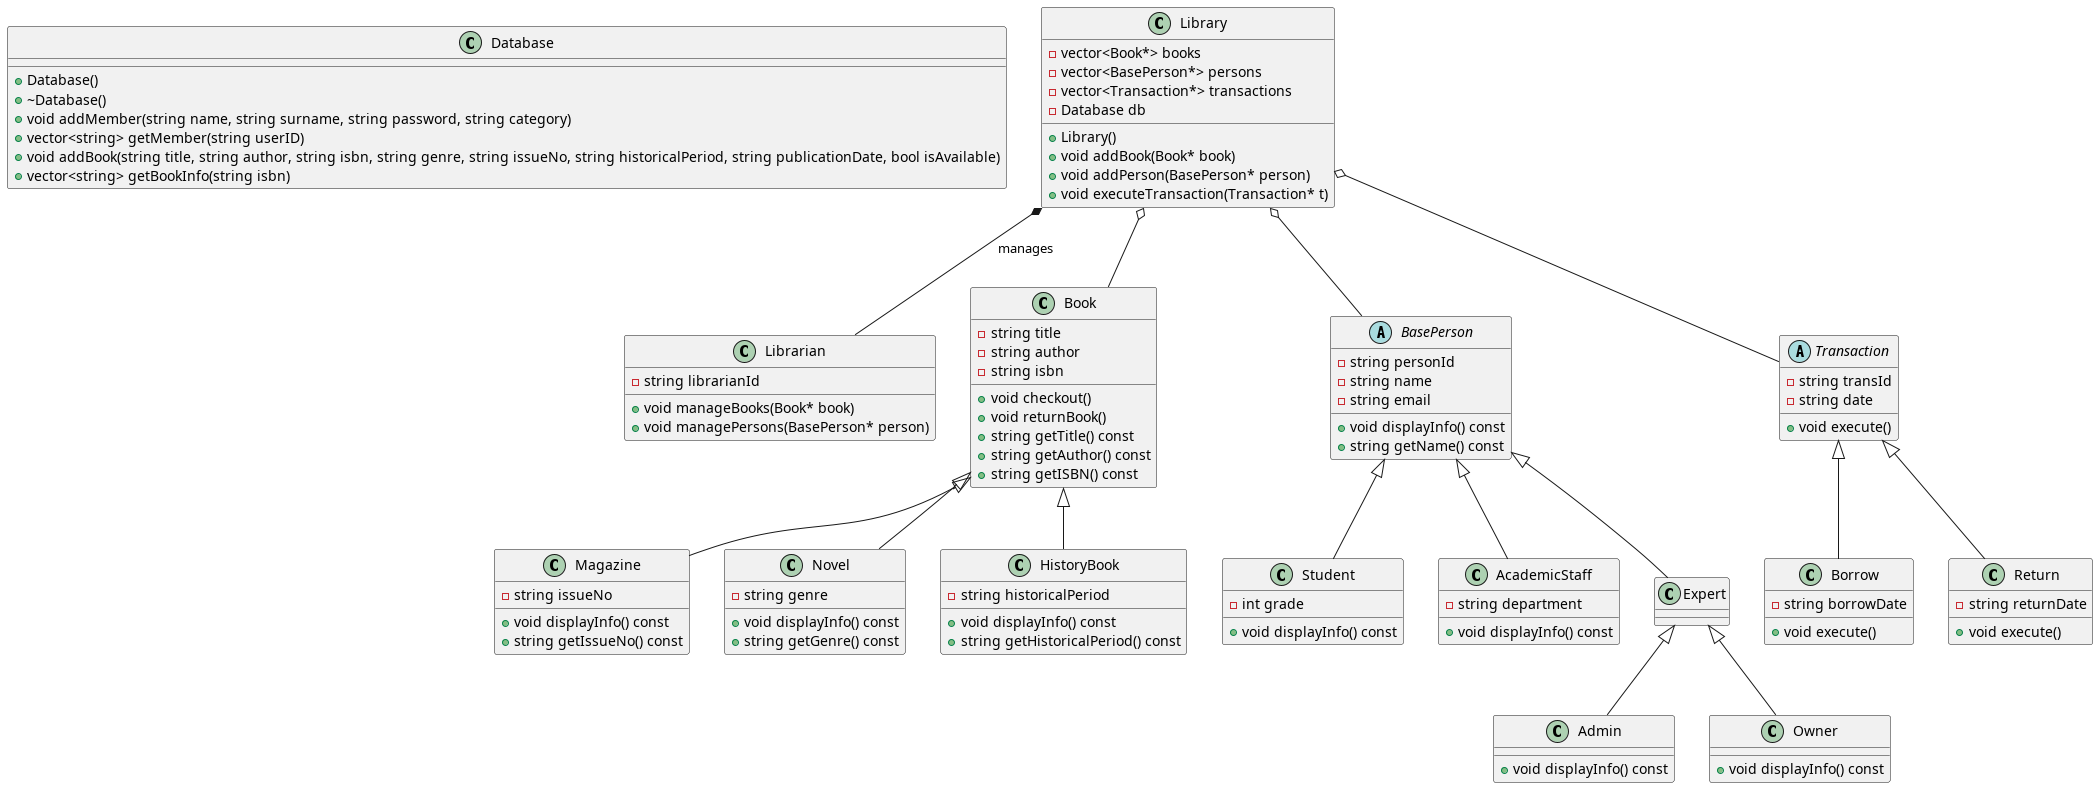 Database
Database()
~Database()
void addMember(string name, string surname, string password, string category)
vector<string> getMember(string userID)
void addBook(string title, string author, string isbn, string genre, string issueNo, string historicalPeriod, string publicationDate, bool isAvailable)
vector<string> getBookInfo(string isbn)
C Library
vector<Book*> books
vector<BasePerson*> persons
vector<Transaction*> transactions
Database db
Library()
void addBook(Book* book)
void addPerson(BasePerson* person)
void executeTransaction(Transaction* t)
manages
C Librarian
string librarianId
void manageBooks(Book* book)
void managePersons(BasePerson* person)
C Book
string title
string author
string isbn
void checkout()
void returnBook()
string getTitle() const
string getAuthor() const
string getISBN() const
A BasePerson
string personId
string name
string email
void displayInfo() const
string getName() const
A Transaction
string transId
string date
void execute()
C Magazine
string issueNo
void displayInfo() const
string getIssueNo() const
C Novel
string genre
void displayInfo() const
string getGenre() const
C HistoryBook
string historicalPeriod
void displayInfo() const
string getHistoricalPeriod() const
C Student
int grade
void displayInfo() const
C AcademicStaff
string department
void displayInfo() const
C Expert
C Borrow
string borrowDate
void execute()
C Return
string returnDate
void execute()
C Admin
void displayInfo() const
C Owner
void displayInfo() const